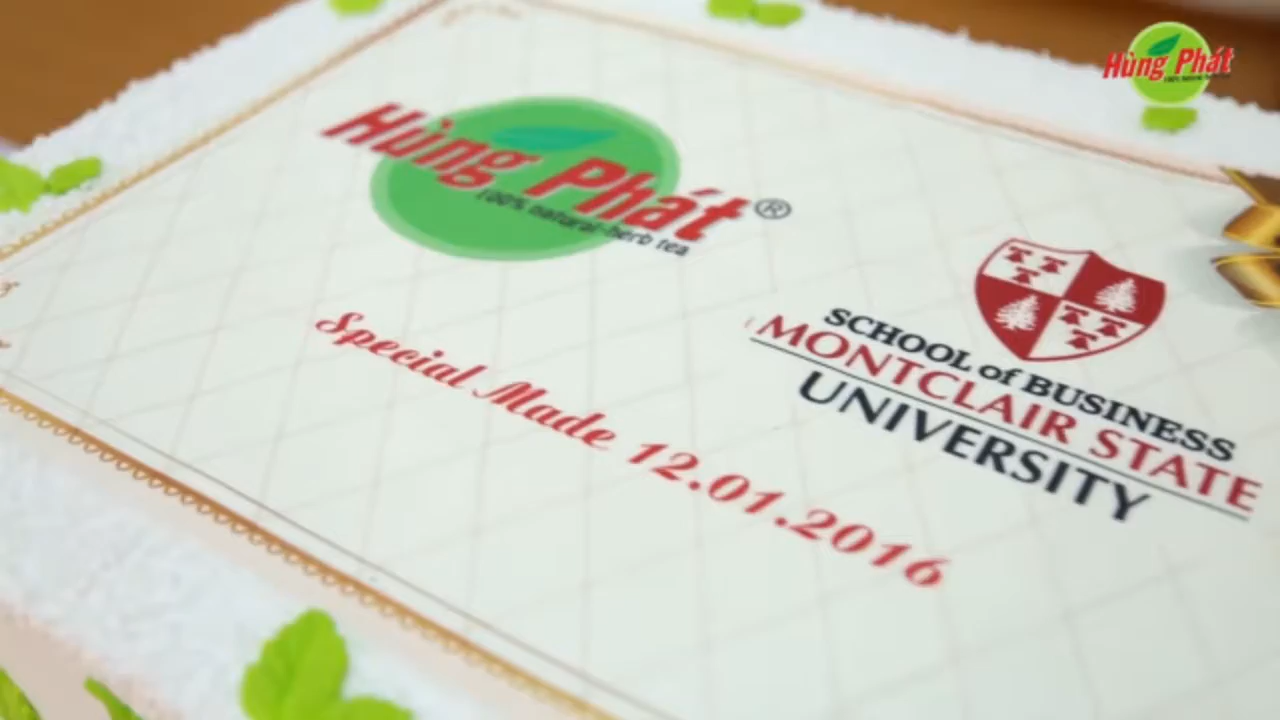 Hùng Phát
Hùng Phát ®
100% natural herb tea
SCHOOL of BUSINESS
MONTCLAIR STATE
UNIVERSITY
Special Made 12.01.2016